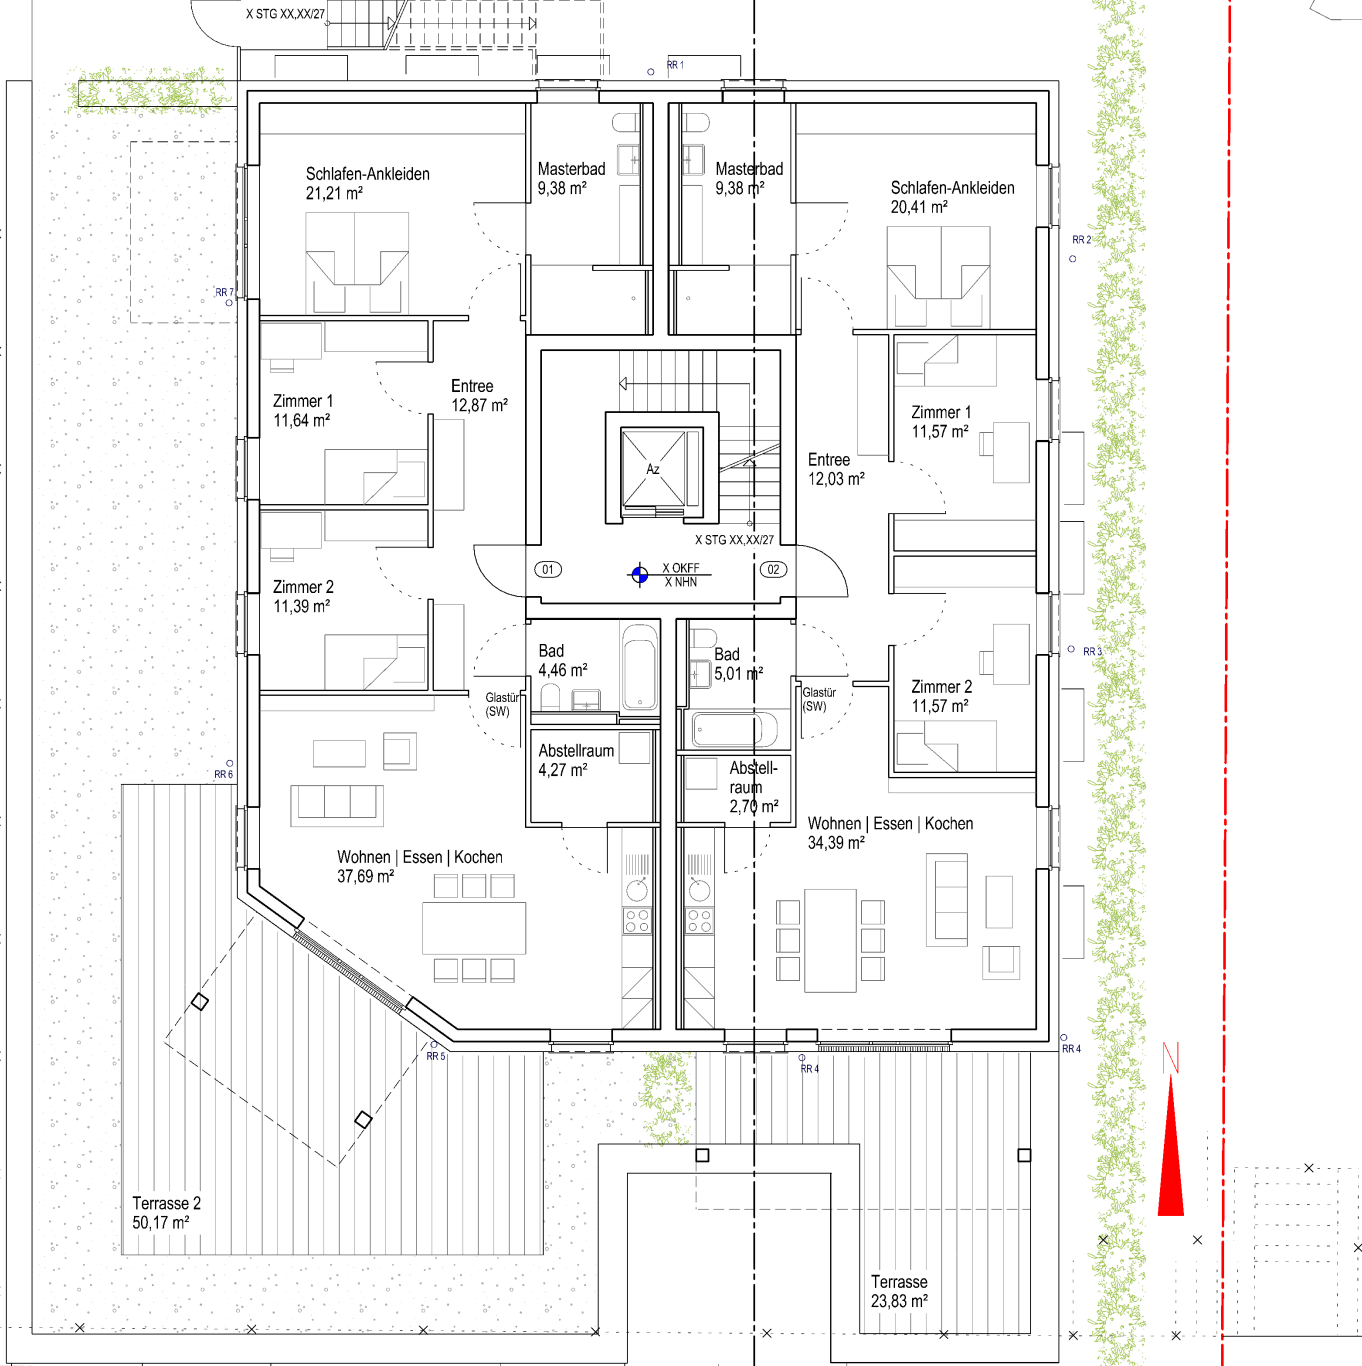 X STG XX,XX/27
RR 1
Schlafen-Ankleiden
21,21 m²
Masterbad
9,38 m²
Masterbad
9,38 m²
Schlafen-Ankleiden
20,41 m²
RR 2
RR 7
Zimmer 1
11,64 m²
Entree
12,87 m²
Az
Entree
12,03 m²
Zimmer 1
11,57 m²
X STG XX,XX/27
01
X OKFF
X NHN
02
Zimmer 2
11,39 m²
Bad
4,46 m²
Bad
5,01 m²
RR 3
Glastür
(SW)
Glastür
(SW)
Zimmer 2
11,57 m²
Abstellraum
4,27 m²
Abstell-
raum
2,70 m²
RR 6
Wohnen | Essen | Kochen
37,69 m²
Wohnen | Essen | Kochen
34,39 m²
RR 5
RR 4
RR 4
N
Terrasse 2
50,17 m²
Terrasse
23,83 m²